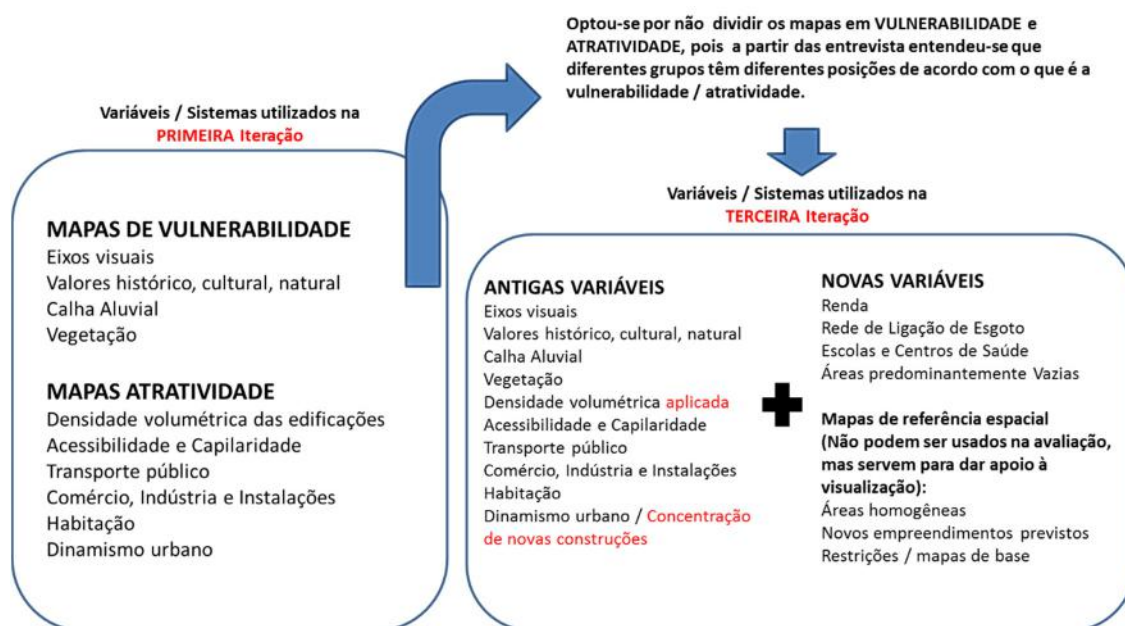 Optou-se por não dividir os mapas em VULNERABILIDADE e
ATRATIVIDADE, pois a partir das entrevista entendeu-se que
diferentes grupos têm diferentes posições de acordo com o que é a
vulnerabilidade / atratividade.
Variáveis / Sistemas utilizados na
PRIMEIRA Iteração
MAPAS DE VULNERABILIDADE
Eixos visuais
Valores histórico, cultural, natural
Calha Aluvial
Vegetação
MAPAS ATRATIVIDADE
Densidade volumétrica das edificações
Acessibilidade e Capilaridade
Transporte público
Comércio, Indústria e Instalações
Habitação
Dinamismo urbano
Variáveis / Sistemas utilizados na
TERCEIRA Iteração
ANTIGAS VARIÁVEIS
Eixos visuais
Valores histórico, cultural, natural
Calha Aluvial
Vegetação
Densidade volumétrica aplicada
Acessibilidade e Capilaridade
Transporte público
Comércio, Indústria e Instalações
Habitação
Dinamismo urbano / Concentração
de novas construções
NOVAS VARIÁVEIS
Renda
Rede de Ligação de Esgoto
Escolas e Centros de Saúde
Áreas predominantemente Vazias
Mapas de referência espacial
(Não podem ser usados na avaliação,
mas servem para dar apoio à
visualização):
Áreas homogêneas
Novos empreendimentos previstos
Restrições / mapas de base